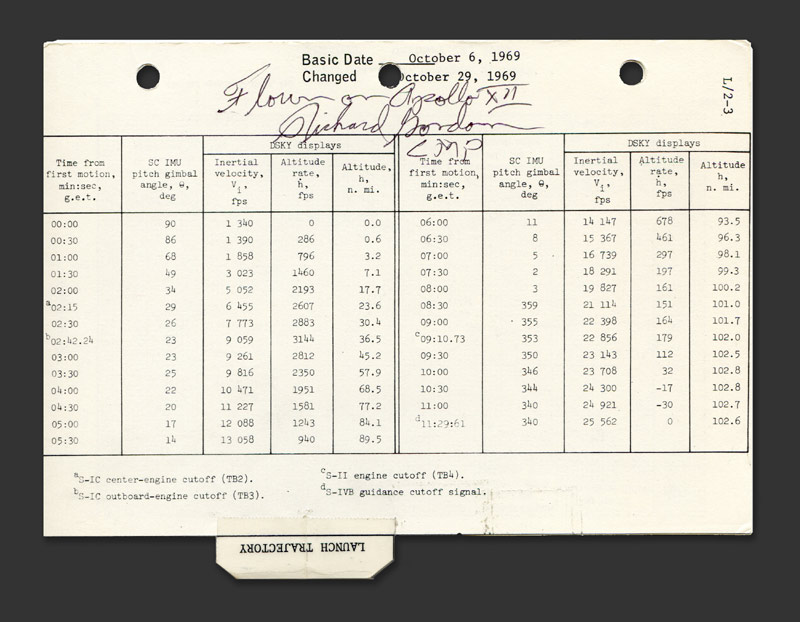 Basic Date October 6, 1969
Changed October 29, 1969
L/2-3
Flown on Apollo XII
Richard Gordon
CMP
DSKY displays DSKY displays
Time from first motion, min:sec, g.e.t. SC IMU pitch gimbal angle, θ, deg Inertial velocity, Vi, fps Altitude rate, ḣ, fps Altitude, h, n. mi. Time from first motion, min:sec, g.e.t. SC IMU pitch gimbal angle, θ, deg Inertial velocity, Vi, fps Altitude rate, ḣ, fps Altitude, h, n. mi.
00:00 90 1 340 0 0.0 06:00 11 14 147 678 93.5
00:30 86 1 390 286 0.6 06:30 8 15 367 461 96.3
01:00 68 1 858 796 3.2 07:00 5 16 739 297 98.1
01:30 49 3 023 1460 7.1 07:30 2 18 291 197 99.3
02:00 34 5 052 2193 17.7 08:00 3 19 827 161 100.2
a02:15 29 6 455 2607 23.6 08:30 359 21 114 151 101.0
02:30 26 7 773 2883 30.4 09:00 355 22 398 164 101.7
b02:42.24 23 9 059 3144 36.5 c09:10.73 353 22 856 179 102.0
03:00 23 9 261 2812 45.2 09:30 350 23 143 112 102.5
03:30 25 9 816 2350 57.9 10:00 346 23 708 32 102.8
04:00 22 10 471 1951 68.5 10:30 344 24 300 -17 102.8
04:30 20 11 227 1581 77.2 11:00 340 24 921 -30 102.7
05:00 17 12 088 1243 84.1 d11:29:61 340 25 562 0 102.6
05:30 14 13 058 940 89.5
aS-IC center-engine cutoff (TB2). cS-II engine cutoff (TB4).
bS-IC outboard-engine cutoff (TB3). dS-IVB guidance cutoff signal.
LAUNCH TRAJECTORY